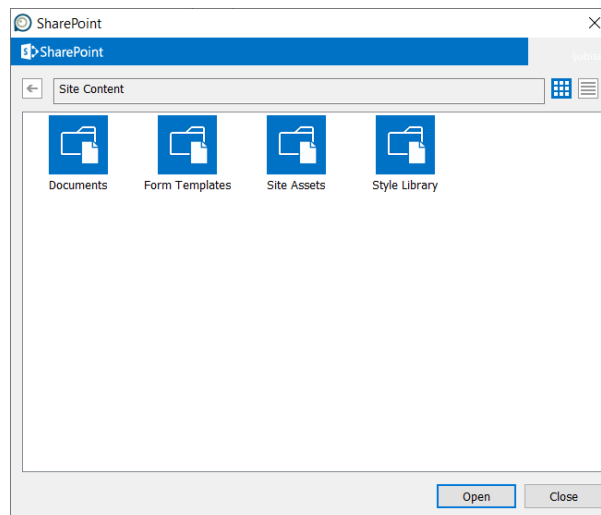 SharePoint
SharePoint
Site Content
Documents
Form Templates
Site Assets
Style Library
Open
Close